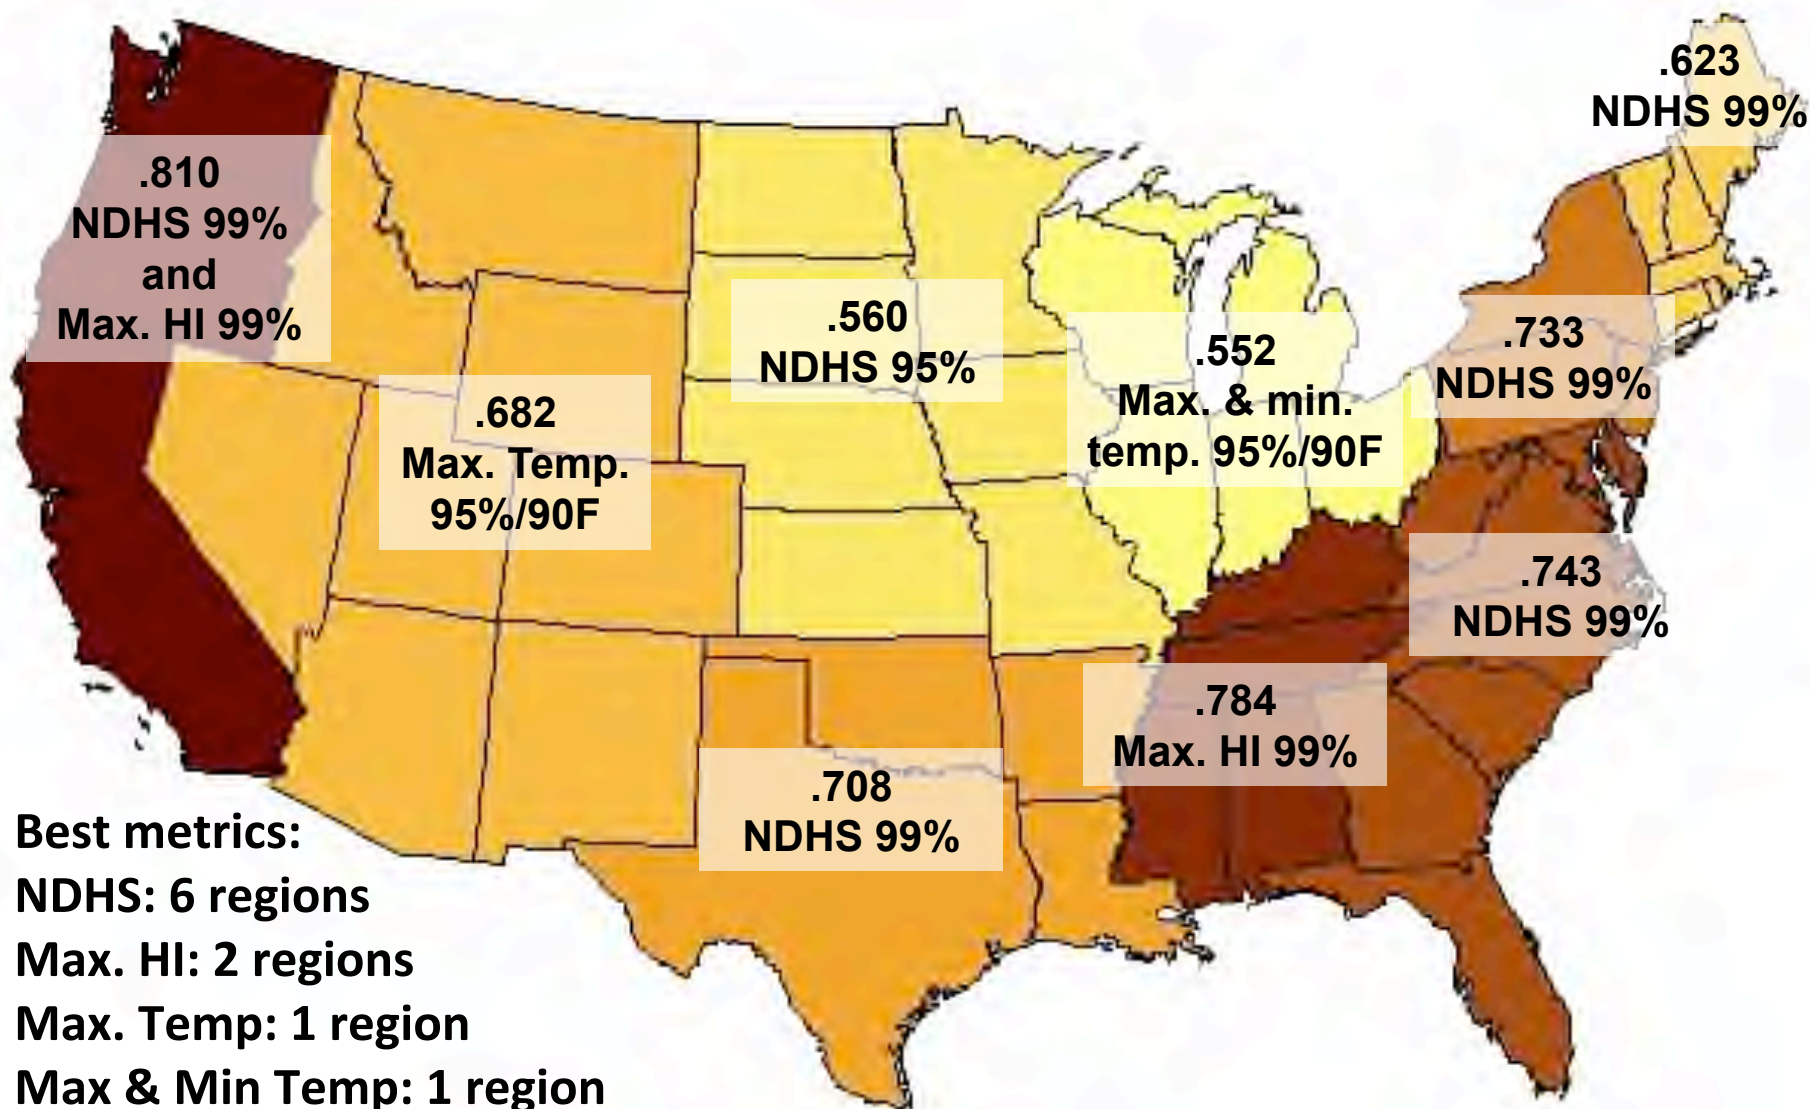 .623
NDHS 99%
.810
NDHS 99%
and
Max. HI 99%
.560
NDHS 95%
.552
Max. & min.
temp. 95%/90F
.733
NDHS 99%
.682
Max. Temp.
95%/90F
.743
NDHS 99%
.784
Max. HI 99%
.708
NDHS 99%
Best metrics:
NDHS: 6 regions
Max. HI: 2 regions
Max. Temp: 1 region
Max & Min Temp: 1 region